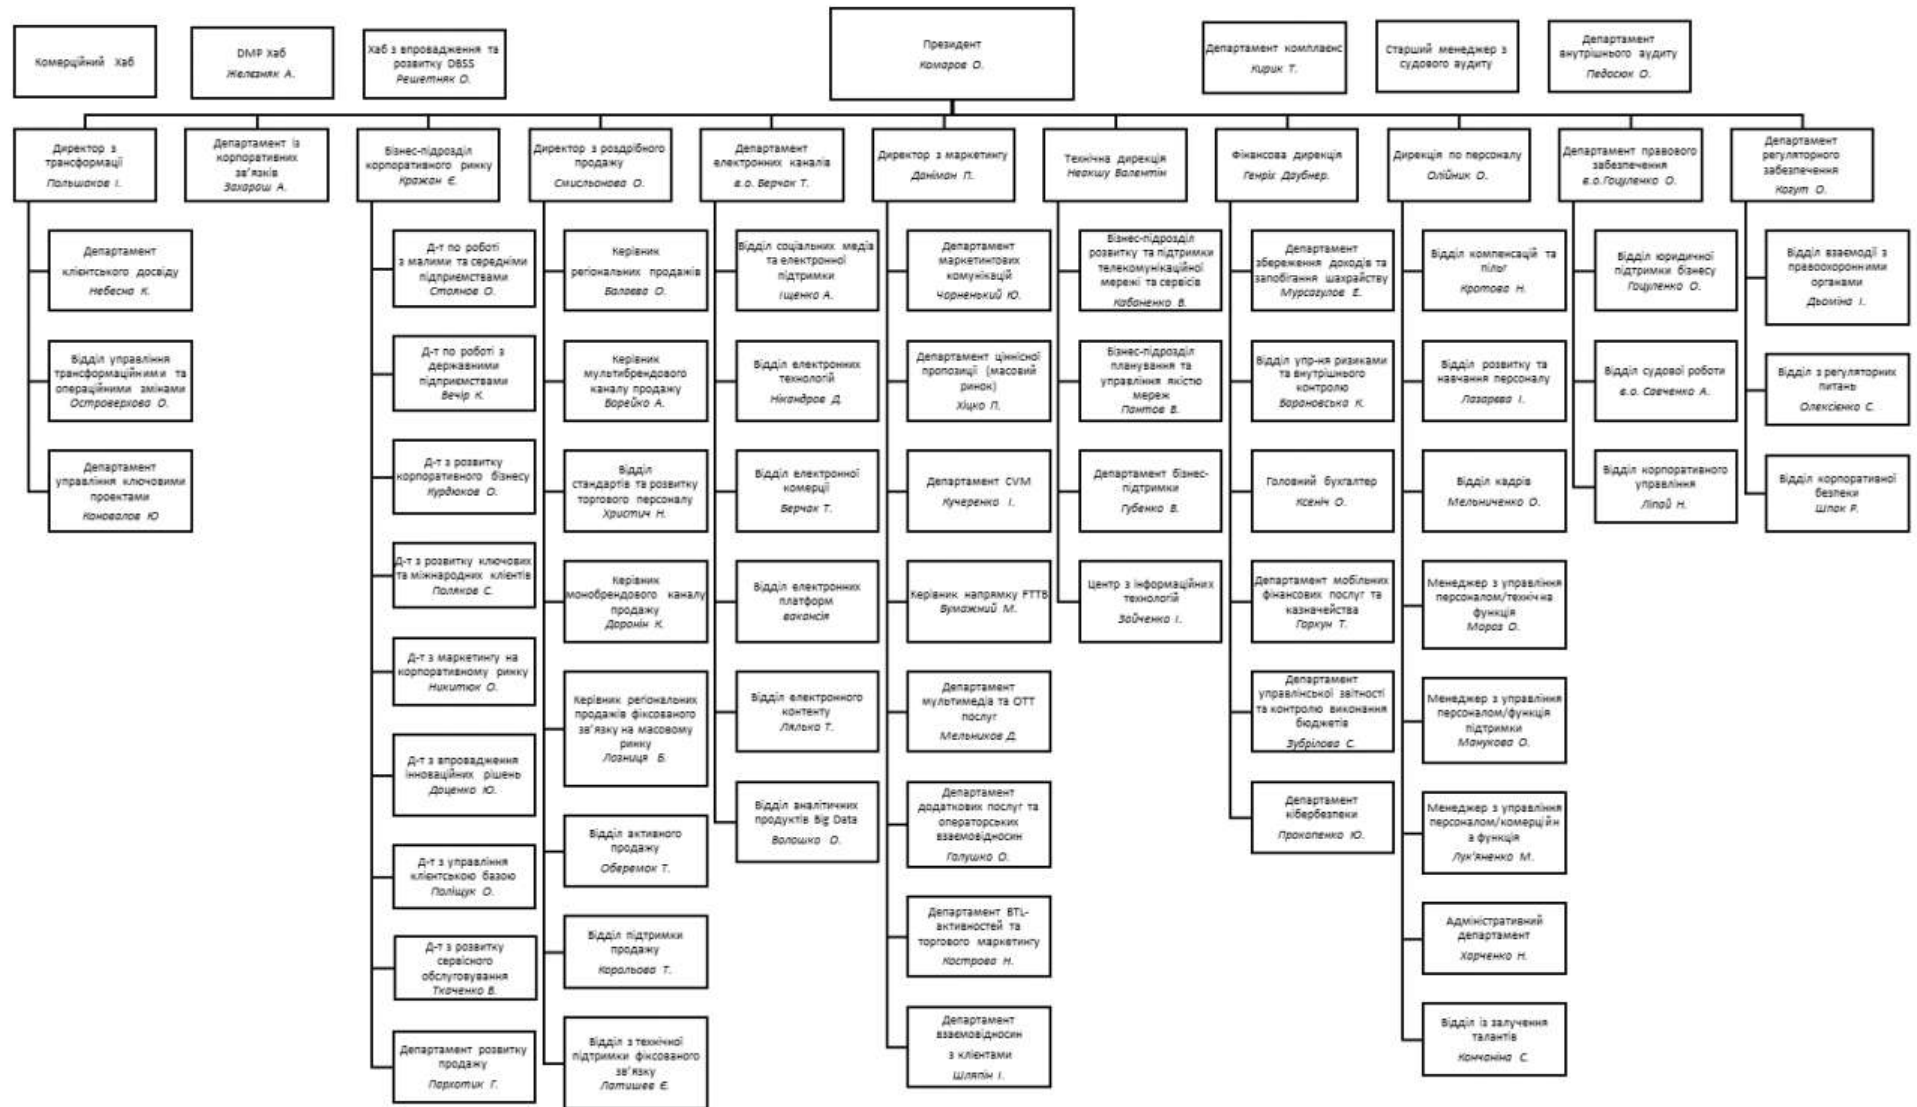 Комерційний Хаб
DMP Хаб
Железняк А.
Хаб з впровадження та
розвитку DBSS
Решетняк О.
Президент
Комаров О.
Департамент комплаєнс
Кирик Т.
Старший менеджер з
судового аудиту
Департамент
внутрішнього аудиту
Педосюк О.
Директор з
трансформації
Польшаков І.
Департамент із
корпоративних
зв'язків
Захараш А.
Бізнес-підрозділ
корпоративного ринку
Кражан Є.
Директор з роздрібного
продажу
Смисльонова О.
Департамент
електронних каналів
в.о. Берчак Т.
Директор з маркетингу
Даніман П.
Технічна дирекція
Неакшу Валентін
Фінансова дирекція
Генріх Даубнер.
Дирекція по персоналу
Олійник О.
Департамент правового
забезпечення
в.о.Гоцуленко О.
Департамент
регуляторного
забезпечення
Когут О.
Департамент
клієнтського досвіду
Небесна К.
Відділ управління
трансформаційними та
операційними змінами
Островерхова О.
Департамент
управління ключовими
проектами
Коновалов Ю
Д-т по роботі
з малими та середніми
підприємствами
Стоянов О.
Д-т по роботі з
державними
підприємствами
Вечір К.
Д-т з розвитку
корпоративного бізнесу
Курдюков О.
Д-т з розвитку ключових
та міжнародних клієнтів
Поляков С.
Д-т з маркетингу на
корпоративному ринку
Никитюк О.
Д-т з впровадження
інноваційних рішень
Доценко Ю.
Д-т з управління
клієнтською базою
Поліщук О.
Д-т з розвитку
сервісного
обслуговування
Ткаченко В.
Департамент розвитку
продажу
Пархотик Г.
Керівник
регіональних продажів
Балаєва О.
Керівник
мультибрендового
каналу продажу
Варейко А.
Відділ
стандартів та розвитку
торгового персоналу
Христич Н.
Керівник
монобрендового каналу
продажу
Даронін К.
Керівник регіональних
продажів фіксованого
зв'язку на масовому
ринку
Лозниця Б.
Відділ активного
продажу
Оберемок Т.
Відділ підтримки
продажу
Корольова Т.
Відділ з технічної
підтримки фіксованого
зв'язку
Латишев Є.
Відділ соціальних медіа
та електронної
підтримки
Іщенко А.
Відділ електронних
технологій
Нікандров Д.
Відділ електронної
комерції
Берчак Т.
Відділ електронних
платформ
вакансія
Відділ електронного
контенту
Лялько Т.
Відділ аналітичних
продуктів Big Data
Волошко О.
Департамент
маркетингових
комунікацій
Чорненький Ю.
Департамент ціннісної
пропозиції (масовий
ринок)
Хіцко П.
Департамент CVM
Кучеренко І.
Керівник напрямку FTTB
Бумажний М.
Департамент
мультимедіа та ОТТ
послуг
Мельников Д.
Департамент
додаткових послуг та
операторських
взаємовідносин
Галушко О.
Департамент BTL-
активностей та
торгового маркетингу
Кострова Н.
Департамент
взаємовідносин
з клієнтами
Шляпін І.
Бізнес-підрозділ
розвитку та підтримки
телекомунікаційної
мережі та сервісів
Кабаненко В.
Бізнес-підрозділ
планування та
управління якістю
мереж
Пантов В.
Департамент бізнес-
підтримки
Губенко В.
Центр з інформаційних
технологій
Зайченко І.
Департамент
збереження доходів та
запобігання шахрайству
Мурсагулов Е.
Відділ упр-ня ризиками
та внутрішнього
контролю
Барановська К.
Головний бухгалтер
Ксеніч О.
Департамент мобільних
фінансових послуг та
казначейства
Горкун Т.
Департамент
управлінської звітності
та контролю виконання
бюджетів
Зубрілова С.
Департамент
кібербезпеки
Прокопенко Ю.
Відділ компенсацій та
пільг
Кротова Н.
Відділ розвитку та
навчання персоналу
Лазарєва І.
Відділ кадрів
Мельниченко О.
Менеджер з управління
персоналом/технічна
функція
Мороз О.
Менеджер з управління
персоналом/функція
підтримки
Манукова О.
Менеджер з управління
персоналом/комерційн
а функція
Лук'яненко М.
Адміністративний
департамент
Харченко Н.
Відділ із залучення
талантів
Кончаніна С.
Відділ юридичної
підтримки бізнесу
Гоцуленко О.
Відділ судової роботи
в.о. Савченко А.
Відділ корпоративного
управління
Ліпай Н.
Відділ взаємодії з
правоохоронними
органами
Дьоміна І.
Відділ з регуляторних
питань
Олексієнко С.
Відділ корпоративної
безпеки
Шпак Р.